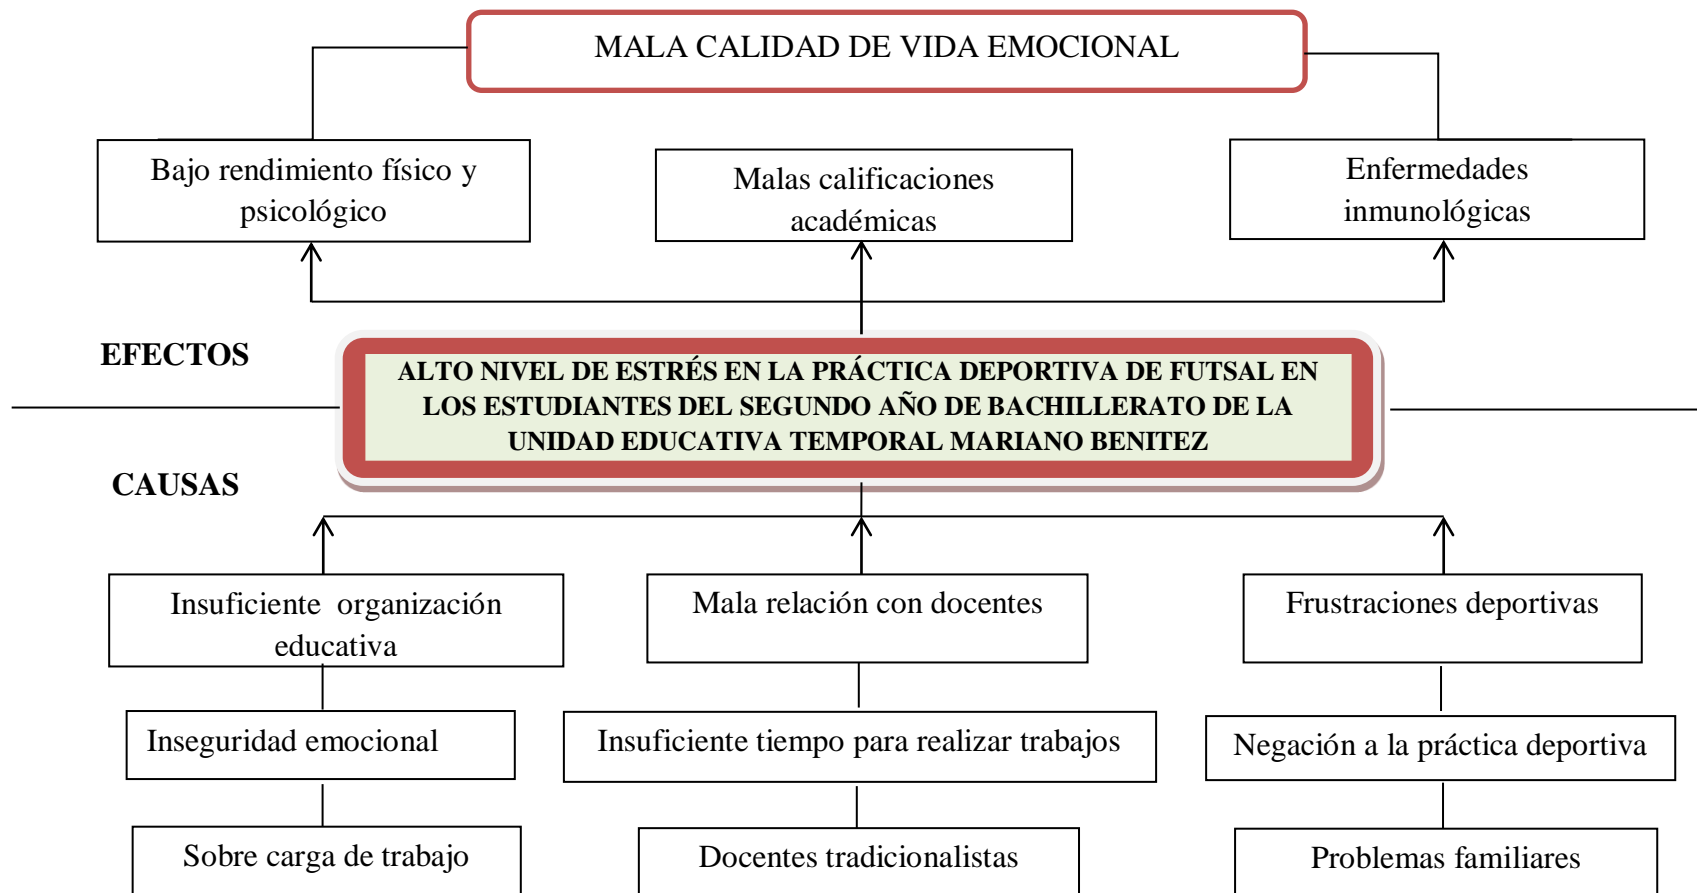 MALA CALIDAD DE VIDA EMOCIONAL
Bajo rendimiento físico y
psicológico
Malas calificaciones
académicas
Enfermedades
inmunológicas
EFECTOS
ALTO NIVEL DE ESTRÉS EN LA PRÁCTICA DEPORTIVA DE FUTSAL EN
LOS ESTUDIANTES DEL SEGUNDO AÑO DE BACHILLERATO DE LA
UNIDAD EDUCATIVA TEMPORAL MARIANO BENITEZ
CAUSAS
Insuficiente organización
educativa
Mala relación con docentes
Frustraciones deportivas
Inseguridad emocional
Insuficiente tiempo para realizar trabajos
Negación a la práctica deportiva
Sobre carga de trabajo
Docentes tradicionalistas
Problemas familiares